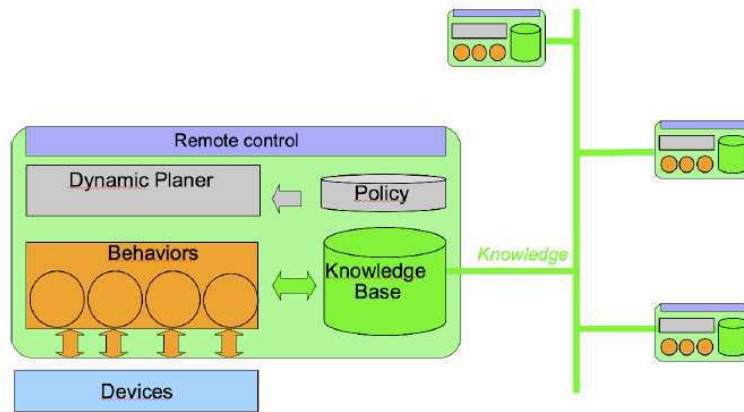 Remote control
Dynamic Planer
Policy
Behaviors
Knowledge
Base
Knowledge
Devices